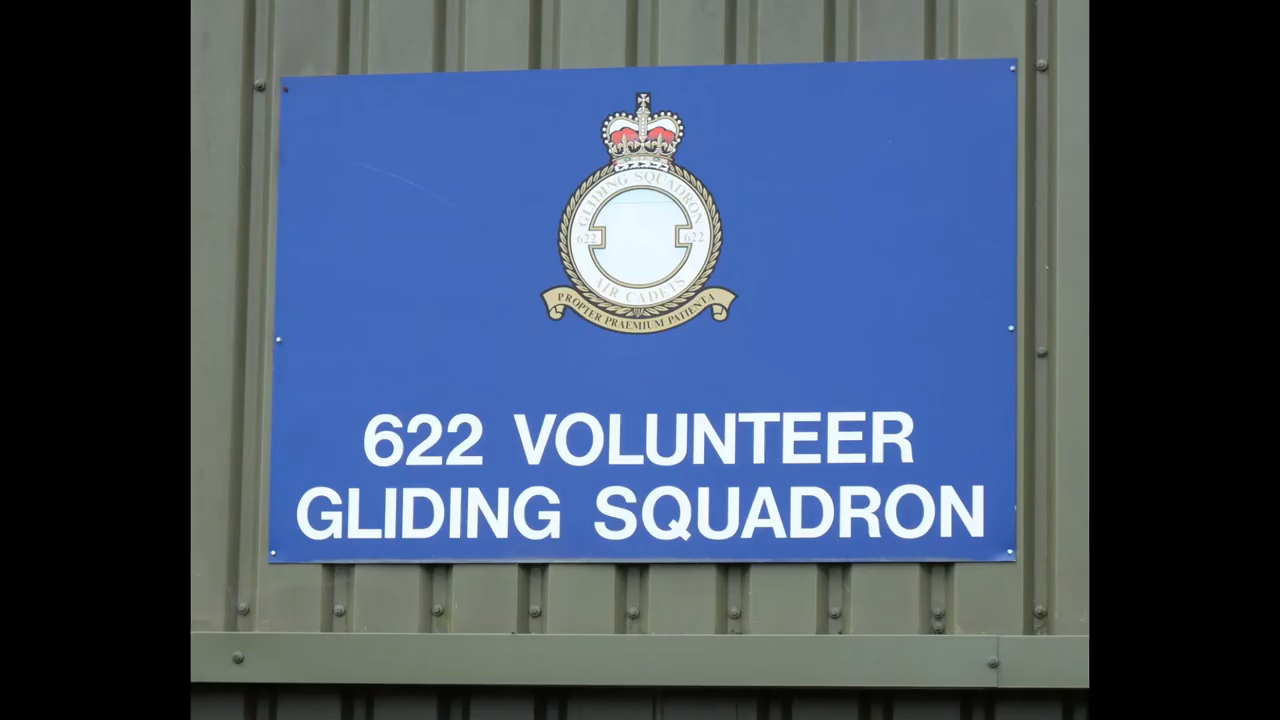 GLIDING SQUADRON
622 622
AIR CADETS
PROPTER PRAEMIUM PATIENTA
622 VOLUNTEER
GLIDING SQUADRON